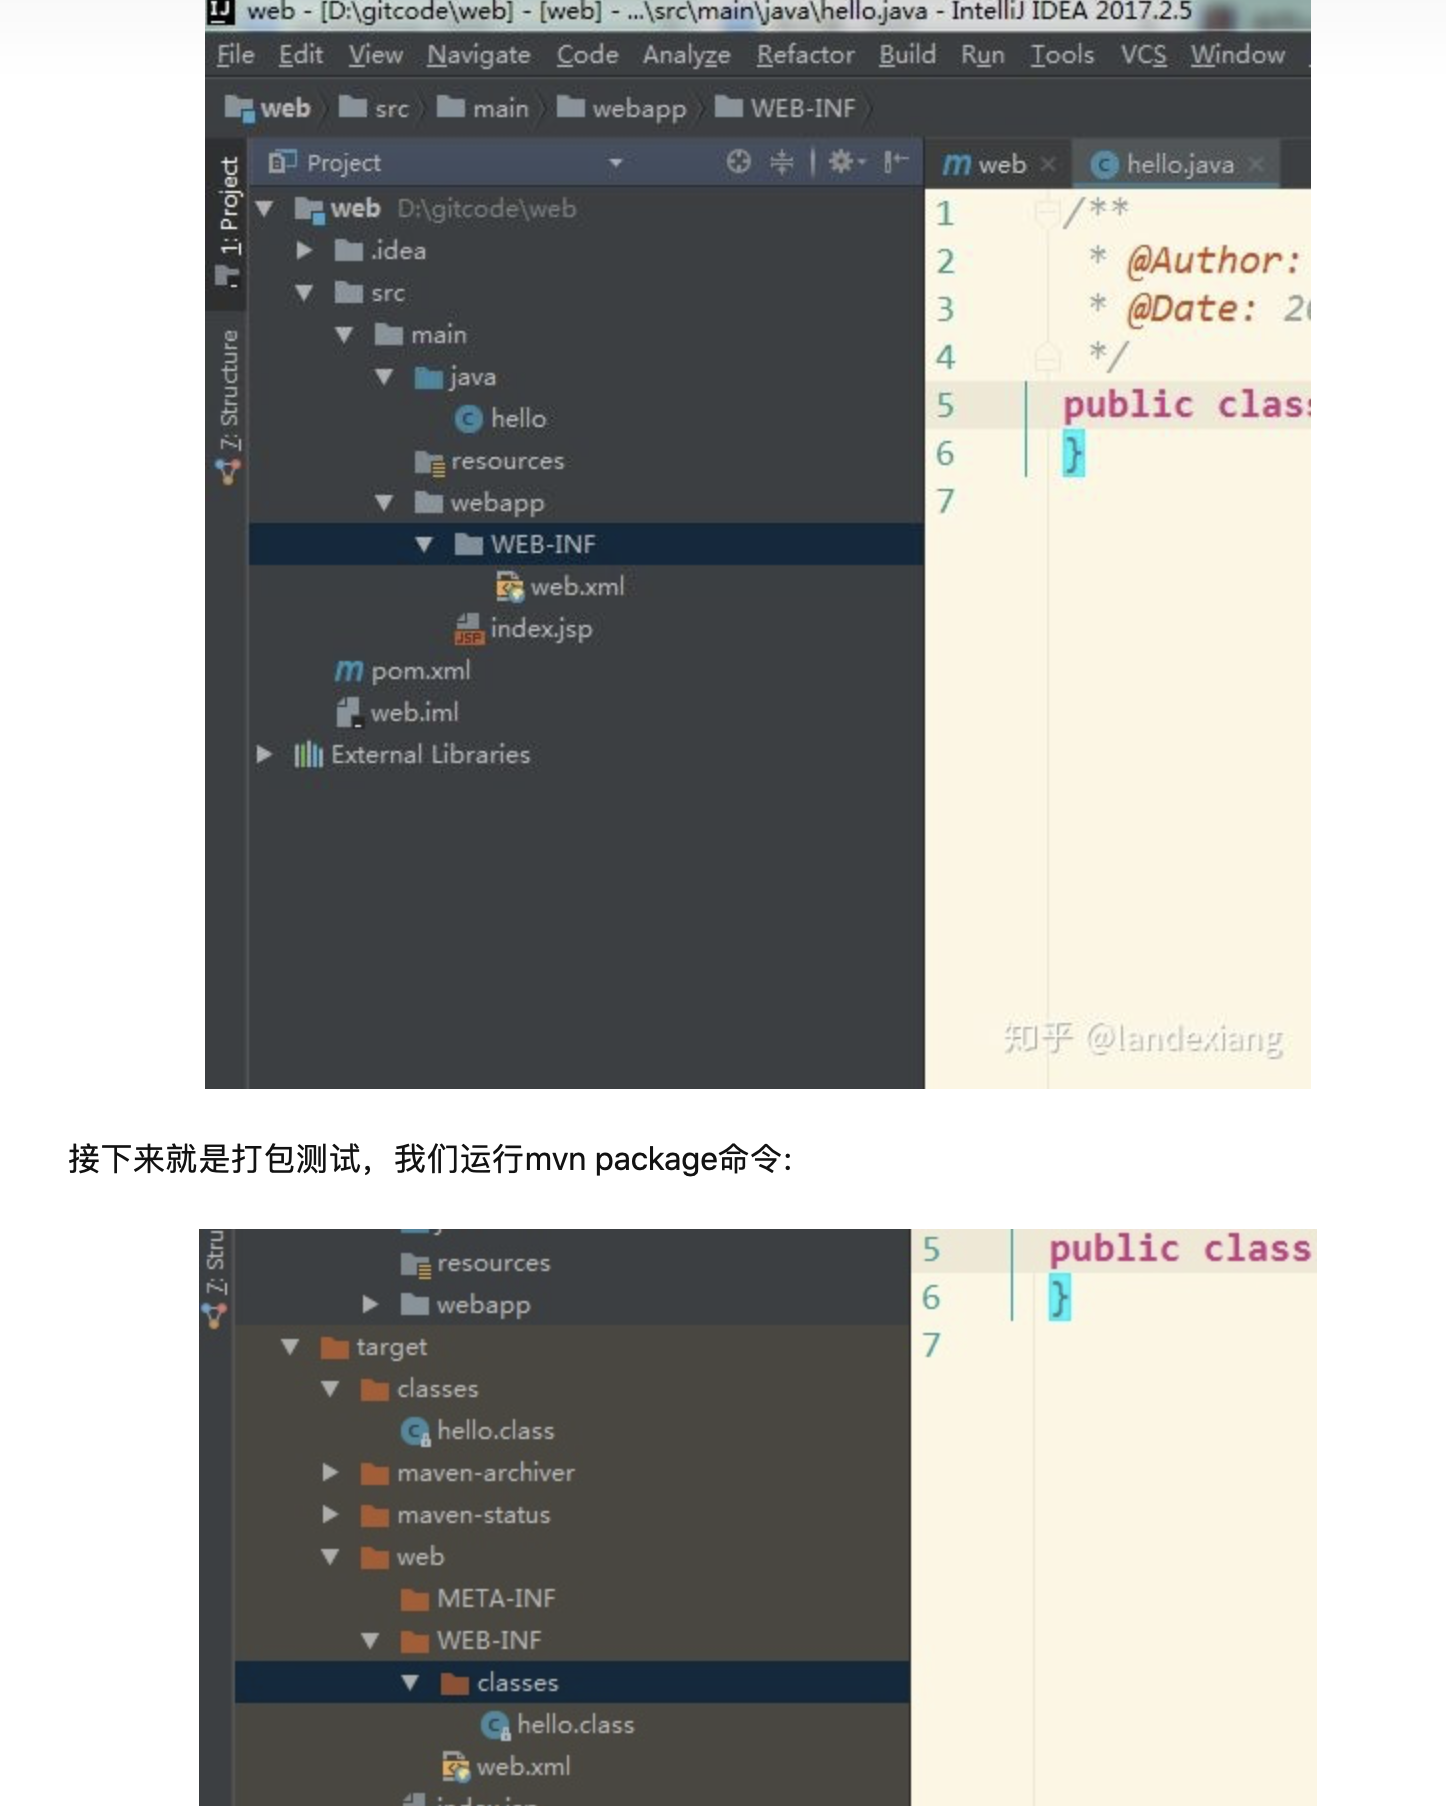 web - [D:\gitcode\web] - [web] - ...\src\main\java\hello.java - IntelliJ IDEA 2017.2.5
File Edit View Navigate Code Analyze Refactor Build Run Tools VCS Window
web src main webapp WEB-INF
1: Project
7: Structure
Project
web D:\gitcode\web
.idea
src
main
java
hello
resources
webapp
WEB-INF
web.xml
index.jsp
pom.xml
web.iml
External Libraries
web hello.java
1 /**
2 * @Author:
3 * @Date: 20
4 */
5 public clas
6 }
7
知乎 @landexiang
接下来就是打包测试，我们运行mvn package命令:
7: Stru
resources
webapp
target
classes
hello.class
maven-archiver
maven-status
web
META-INF
WEB-INF
classes
hello.class
web.xml
index.jsp
5 public class
6 }
7